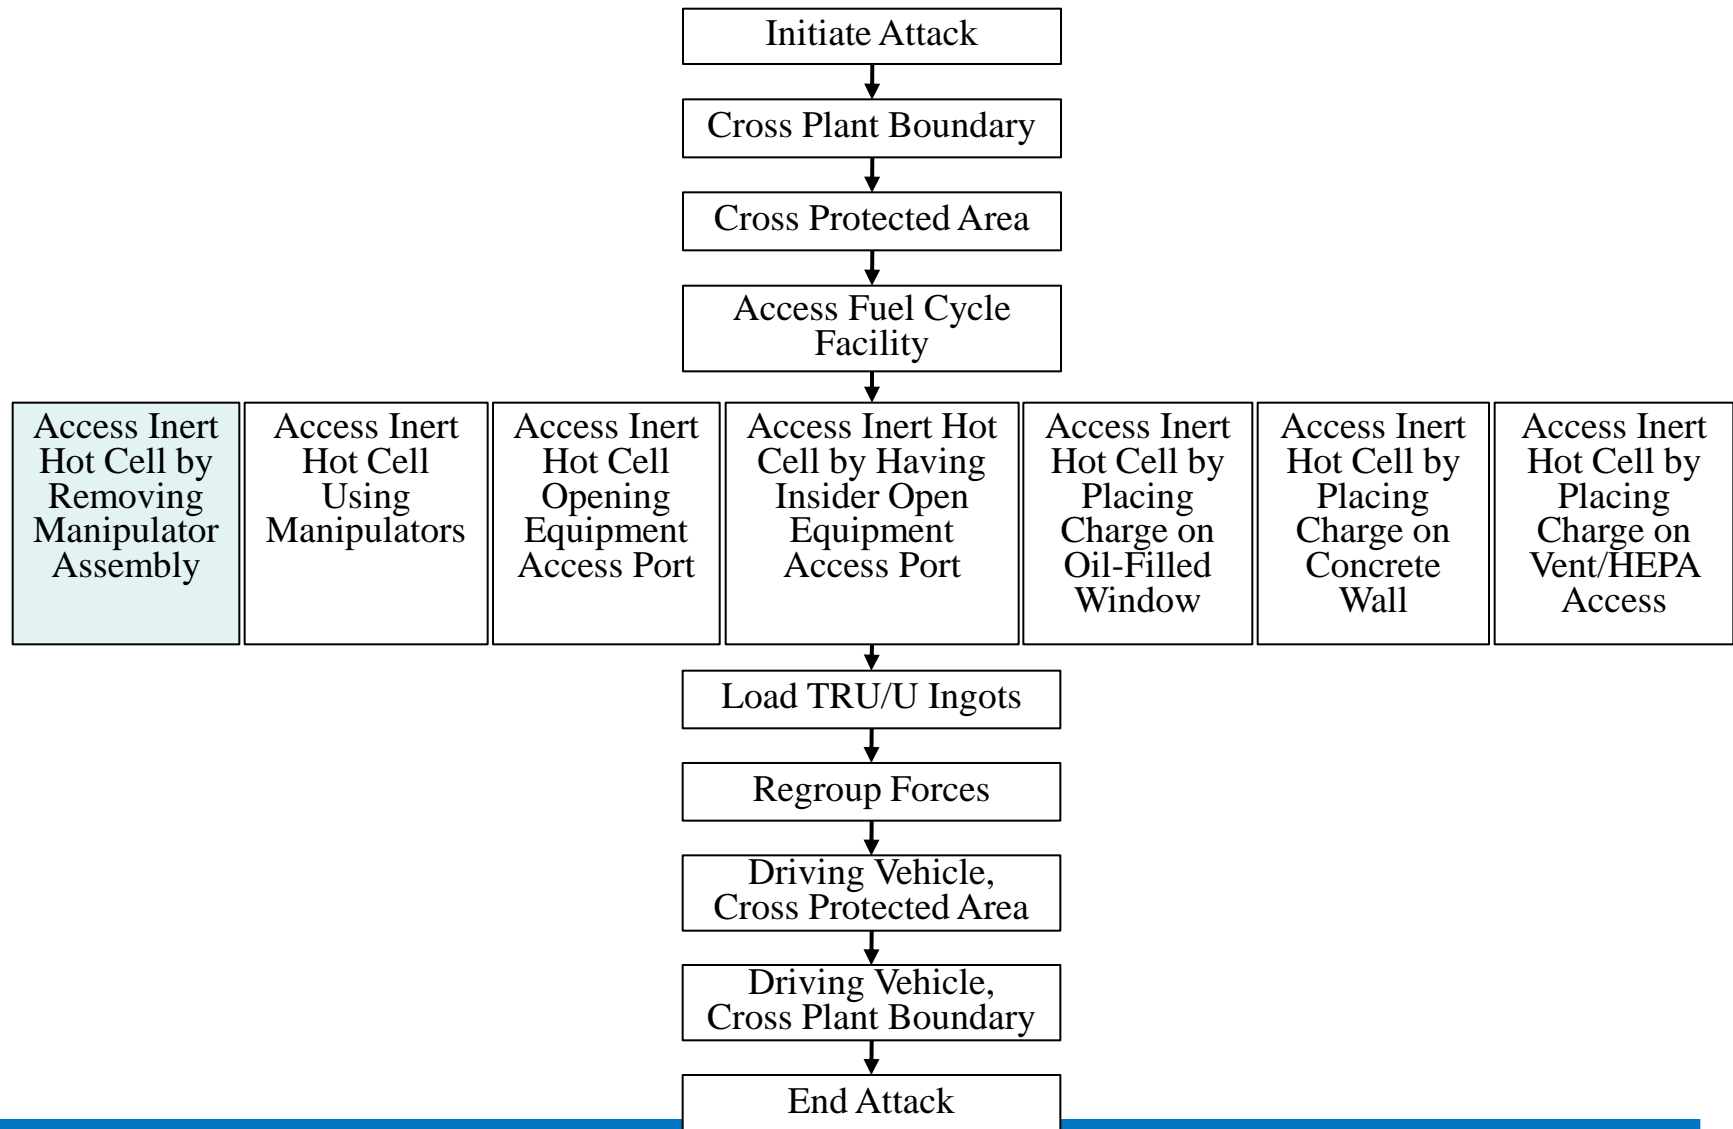 Initiate Attack
Cross Plant Boundary
Cross Protected Area
Access Fuel Cycle
Facility
Access Inert
Hot Cell by
Removing
Manipulator
Assembly
Access Inert
Hot Cell
Using
Manipulators
Access Inert
Hot Cell
Opening
Equipment
Access Port
Access Inert Hot
Cell by Having
Insider Open
Equipment
Access Port
Access Inert
Hot Cell by
Placing
Charge on
Oil-Filled
Window
Access Inert
Hot Cell by
Placing
Charge on
Concrete
Wall
Access Inert
Hot Cell by
Placing
Charge on
Vent/HEPA
Access
Load TRU/U Ingots
Regroup Forces
Driving Vehicle,
Cross Protected Area
Driving Vehicle,
Cross Plant Boundary
End Attack